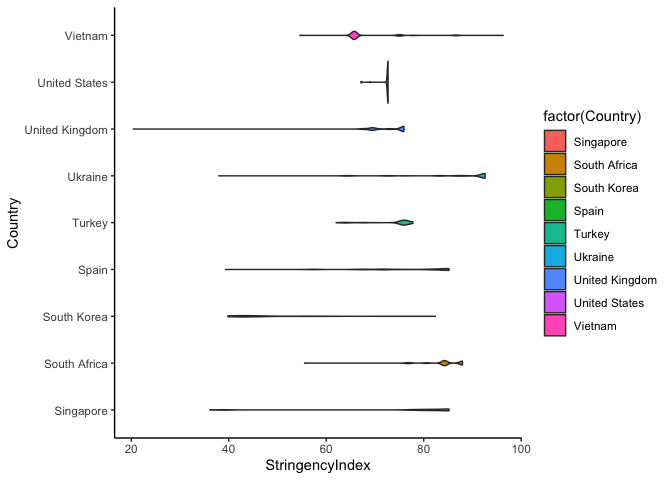 Vietnam
United States
United Kingdom
Ukraine
Turkey
Spain
South Korea
South Africa
Singapore
Country
20 40 60 80 100
StringencyIndex
factor(Country)
Singapore
South Africa
South Korea
Spain
Turkey
Ukraine
United Kingdom
United States
Vietnam